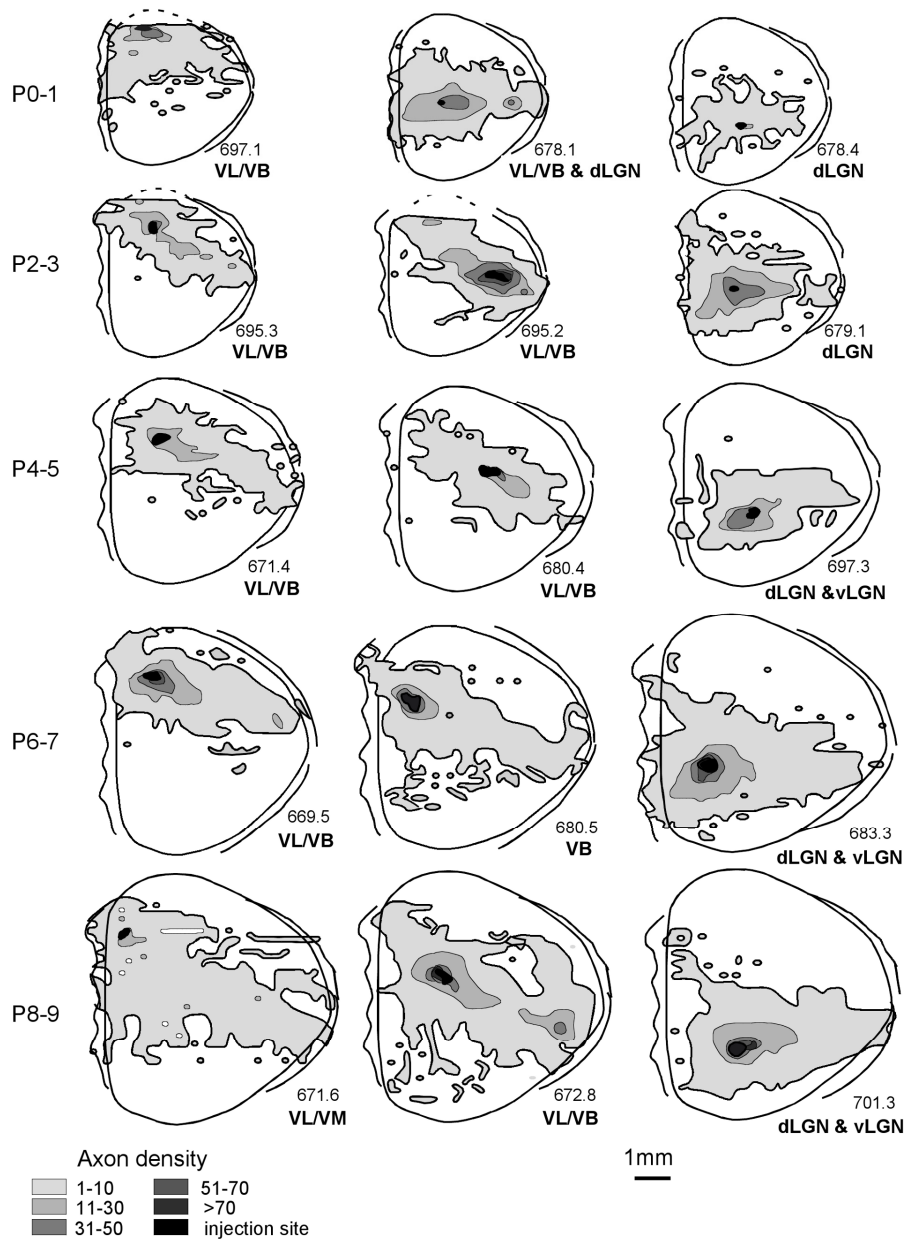 P0-1
697.1
VL/VB
678.1
VL/VB & dLGN
678.4
dLGN
P2-3
695.3
VL/VB
695.2
VL/VB
679.1
dLGN
P4-5
671.4
VL/VB
680.4
VL/VB
697.3
dLGN &vLGN
P6-7
669.5
VL/VB
680.5
VB
683.3
dLGN & vLGN
P8-9
671.6
VL/VM
672.8
VL/VB
701.3
dLGN & vLGN
Axon density
1-10
11-30
31-50
51-70
>70
injection site
1mm